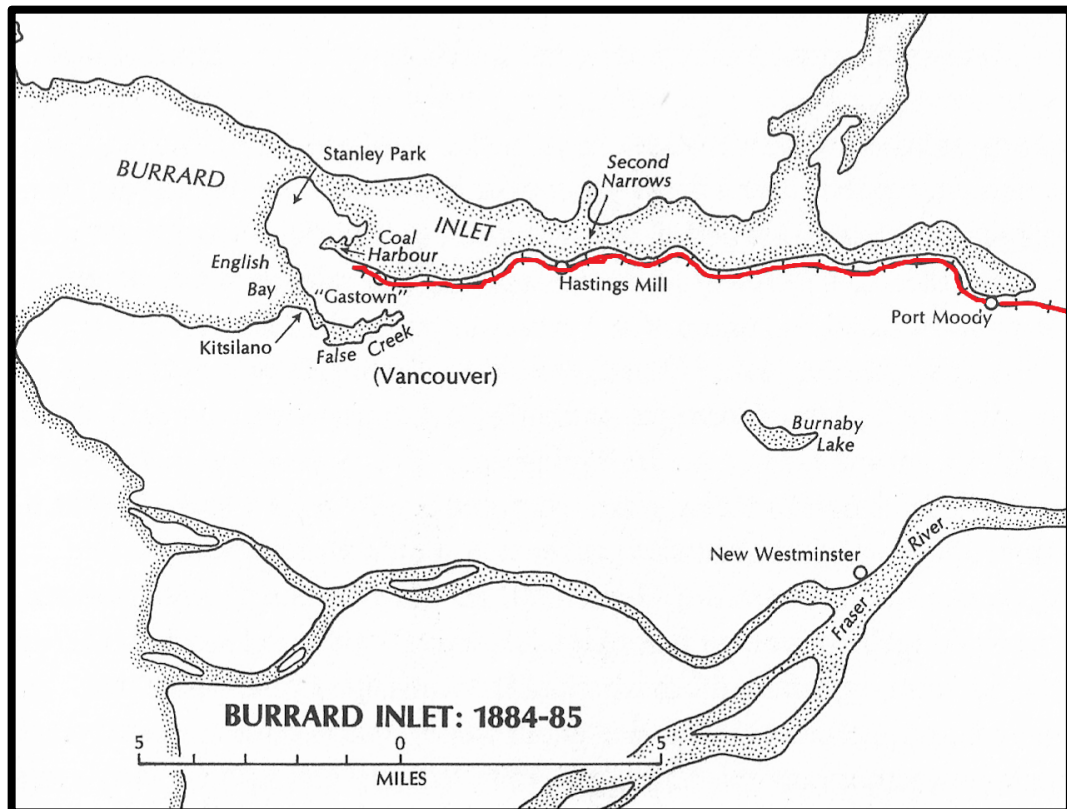 Stanley Park
BURRARD
INLET
Second
Narrows
Coal
Harbour
English
Bay
"Gastown"
Hastings Mill
Port Moody
Kitsilano
False Creek
(Vancouver)
Burnaby
Lake
New Westminster
Fraser River
BURRARD INLET: 1884-85
5 0 5
MILES